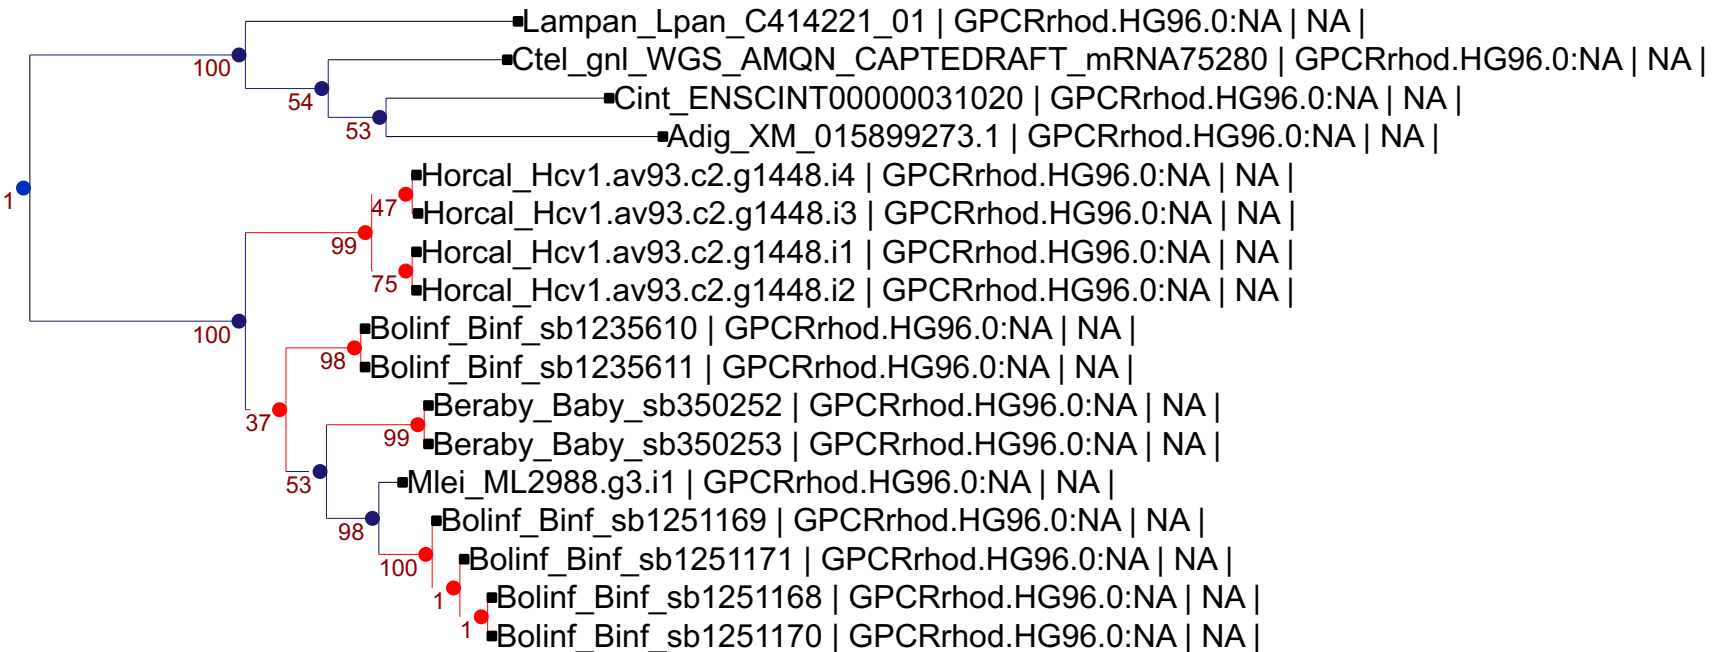 Lampan_Lpan_C414221_01 | GPCRrhod.HG96.0:NA | NA |
100
Ctel_gnl_WGS_AMQN_CAPTEDRAFT_mRNA75280 | GPCRrhod.HG96.0:NA | NA |
54
Cint_ENSCINT00000031020 | GPCRrhod.HG96.0:NA | NA |
53
Adig_XM_015899273.1 | GPCRrhod.HG96.0:NA | NA |
Horcal_Hcv1.av93.c2.g1448.i4 | GPCRrhod.HG96.0:NA | NA |
1
47
Horcal_Hcv1.av93.c2.g1448.i3 | GPCRrhod.HG96.0:NA | NA |
99
Horcal_Hcv1.av93.c2.g1448.i1 | GPCRrhod.HG96.0:NA | NA |
75
Horcal_Hcv1.av93.c2.g1448.i2 | GPCRrhod.HG96.0:NA | NA |
100
Bolinf_Binf_sb1235610 | GPCRrhod.HG96.0:NA | NA |
98
Bolinf_Binf_sb1235611 | GPCRrhod.HG96.0:NA | NA |
Beraby_Baby_sb350252 | GPCRrhod.HG96.0:NA | NA |
37
99
Beraby_Baby_sb350253 | GPCRrhod.HG96.0:NA | NA |
53
Mlei_ML2988.g3.i1 | GPCRrhod.HG96.0:NA | NA |
Bolinf_Binf_sb1251169 | GPCRrhod.HG96.0:NA | NA |
98
Bolinf_Binf_sb1251171 | GPCRrhod.HG96.0:NA | NA |
100
Bolinf_Binf_sb1251168 | GPCRrhod.HG96.0:NA | NA |
1
1
Bolinf_Binf_sb1251170 | GPCRrhod.HG96.0:NA | NA |